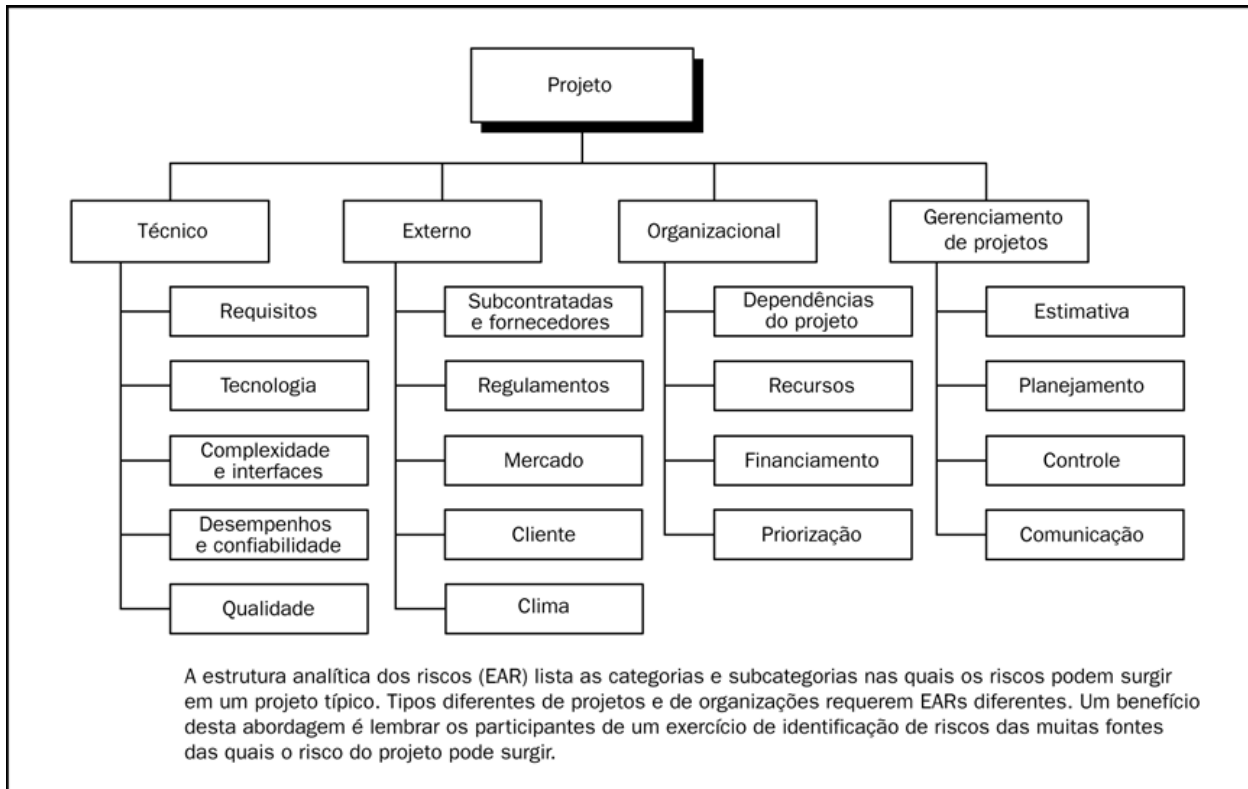 Projeto
Técnico
Externo
Organizacional
Gerenciamento
de projetos
Requisitos
Subcontratadas
e fornecedores
Dependências
do projeto
Estimativa
Tecnologia
Regulamentos
Recursos
Planejamento
Complexidade
e interfaces
Mercado
Financiamento
Controle
Desempenhos
e confiabilidade
Cliente
Priorização
Comunicação
Qualidade
Clima
A estrutura analítica dos riscos (EAR) lista as categorias e subcategorias nas quais os riscos podem surgir
em um projeto típico. Tipos diferentes de projetos e de organizações requerem EARs diferentes. Um benefício
desta abordagem é lembrar os participantes de um exercício de identificação de riscos das muitas fontes
das quais o risco do projeto pode surgir.